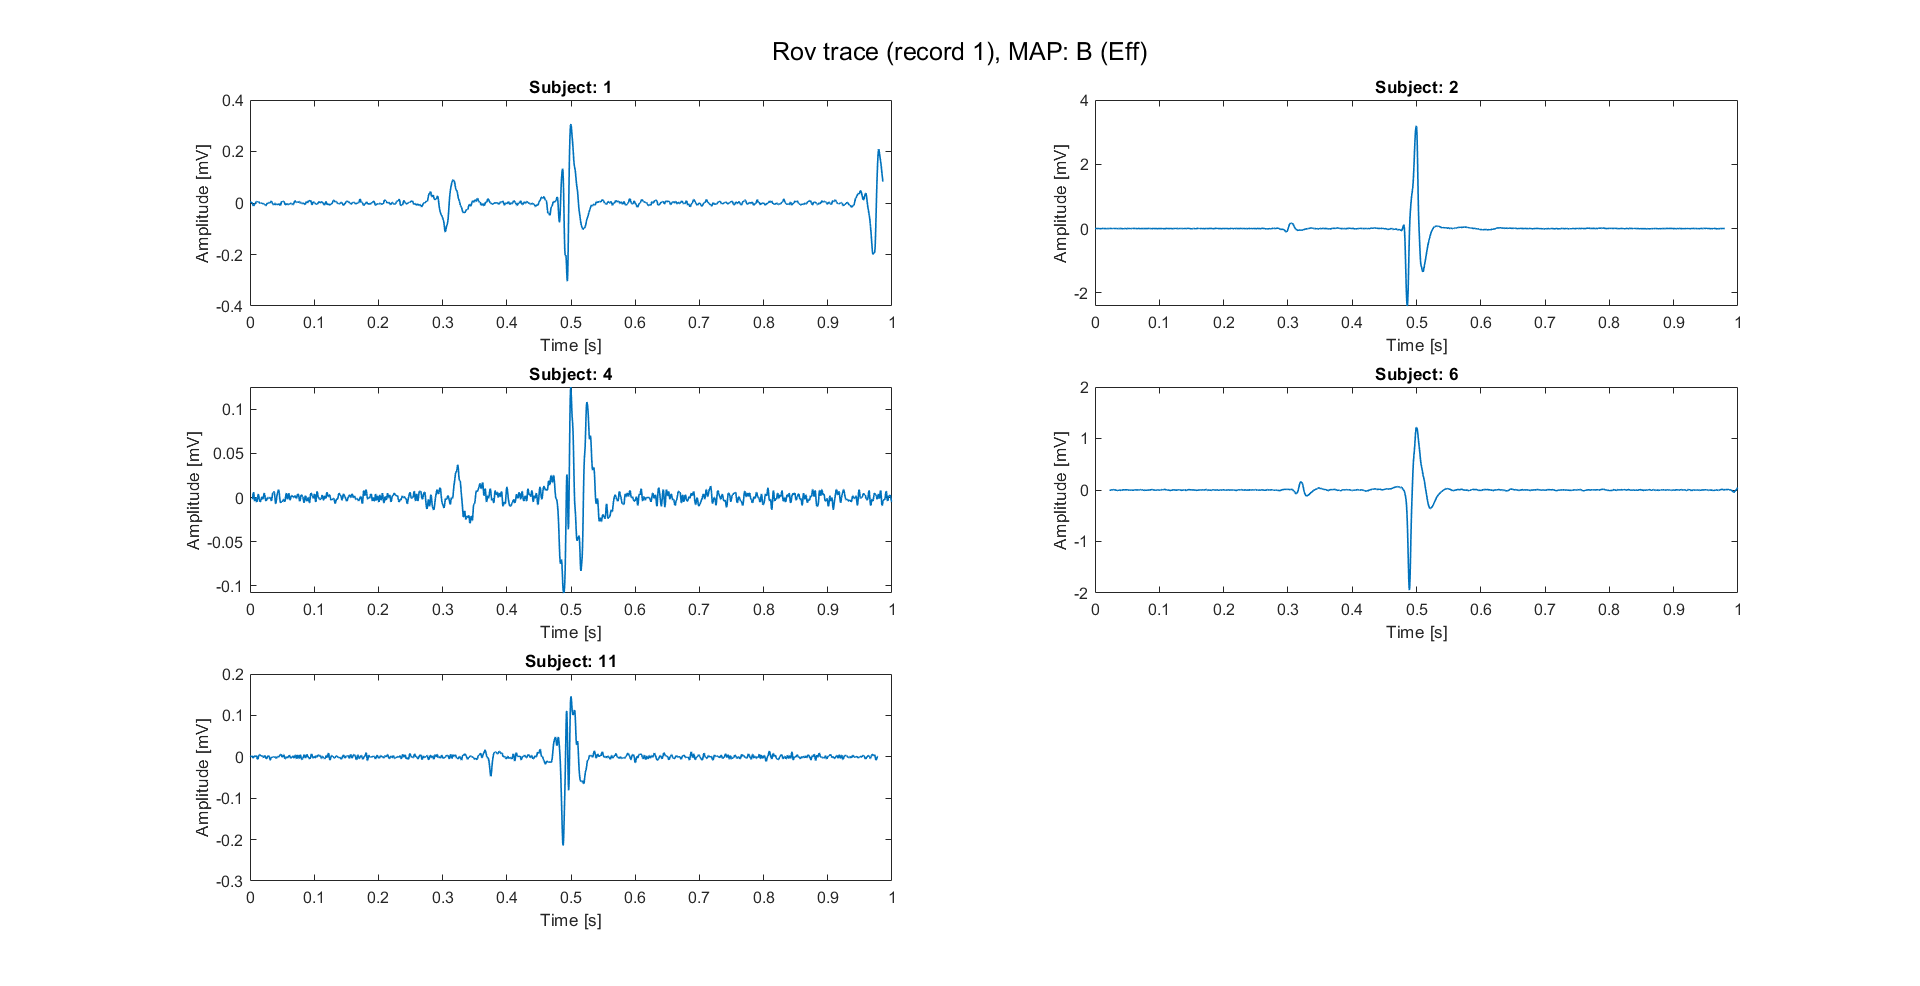 Rov trace (record 1), MAP: B (Eff)
Subject: 1
Amplitude [mV]
0.4
0.2
0
-0.2
-0.4
0 0.1 0.2 0.3 0.4 0.5 0.6 0.7 0.8 0.9 1
Time [s]
Subject: 2
Amplitude [mV]
4
2
0
-2
0 0.1 0.2 0.3 0.4 0.5 0.6 0.7 0.8 0.9 1
Time [s]
Subject: 4
Amplitude [mV]
0.1
0.05
0
-0.05
-0.1
0 0.1 0.2 0.3 0.4 0.5 0.6 0.7 0.8 0.9 1
Time [s]
Subject: 6
Amplitude [mV]
2
1
0
-1
-2
0 0.1 0.2 0.3 0.4 0.5 0.6 0.7 0.8 0.9 1
Time [s]
Subject: 11
Amplitude [mV]
0.2
0.1
0
-0.1
-0.2
-0.3
0 0.1 0.2 0.3 0.4 0.5 0.6 0.7 0.8 0.9 1
Time [s]